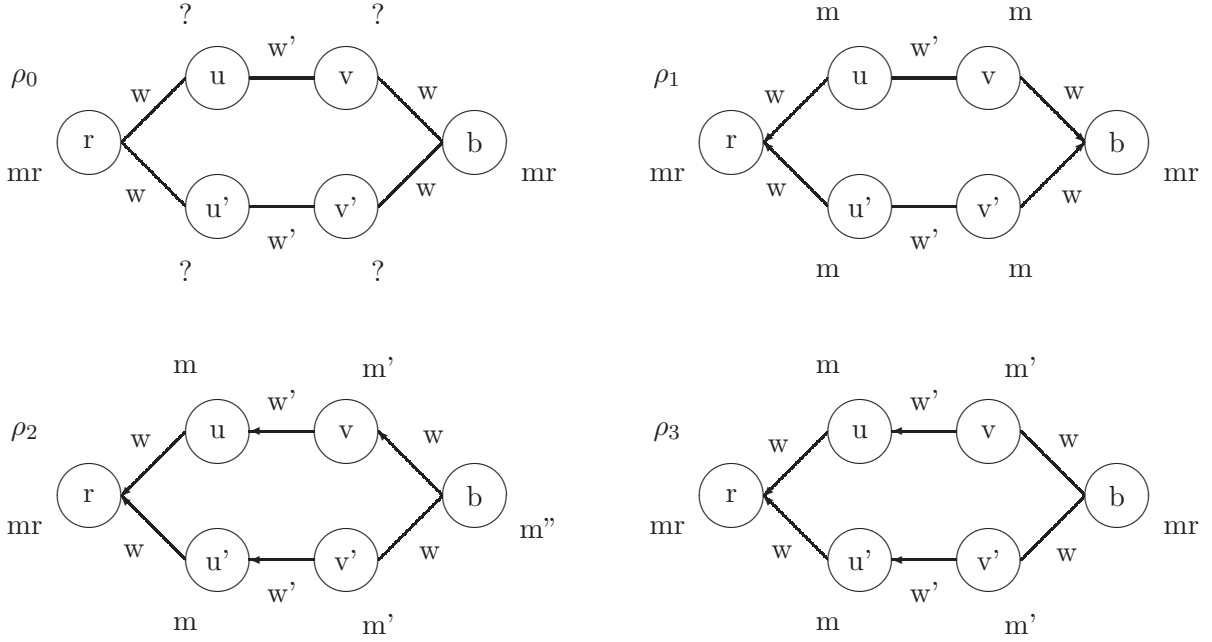 ? ? m m
w' w'
ρ0 u v ρ1 u v
w w w w
r b r b
mr w w mr mr w w mr
u' v' u' v'
w' w'
? ? m m
m m' m m'
w' w'
ρ2 u v ρ3 u v
w w w w
r b r b
mr w w m" mr w w mr
u' v' u' v'
w' w'
m m' m m'